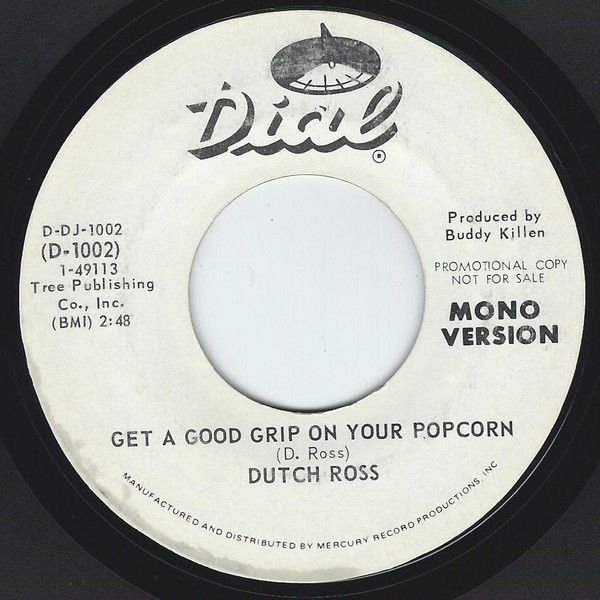 Dial
®
D-DJ-1002
(D-1002)
1-49113
Tree Publishing
Co., Inc.
(BMI) 2:48
Produced by
Buddy Killen
PROMOTIONAL COPY
NOT FOR SALE
MONO
VERSION
GET A GOOD GRIP ON YOUR POPCORN
(D. Ross)
DUTCH ROSS
MANUFACTURED AND DISTRIBUTED BY MERCURY RECORD PRODUCTIONS, INC